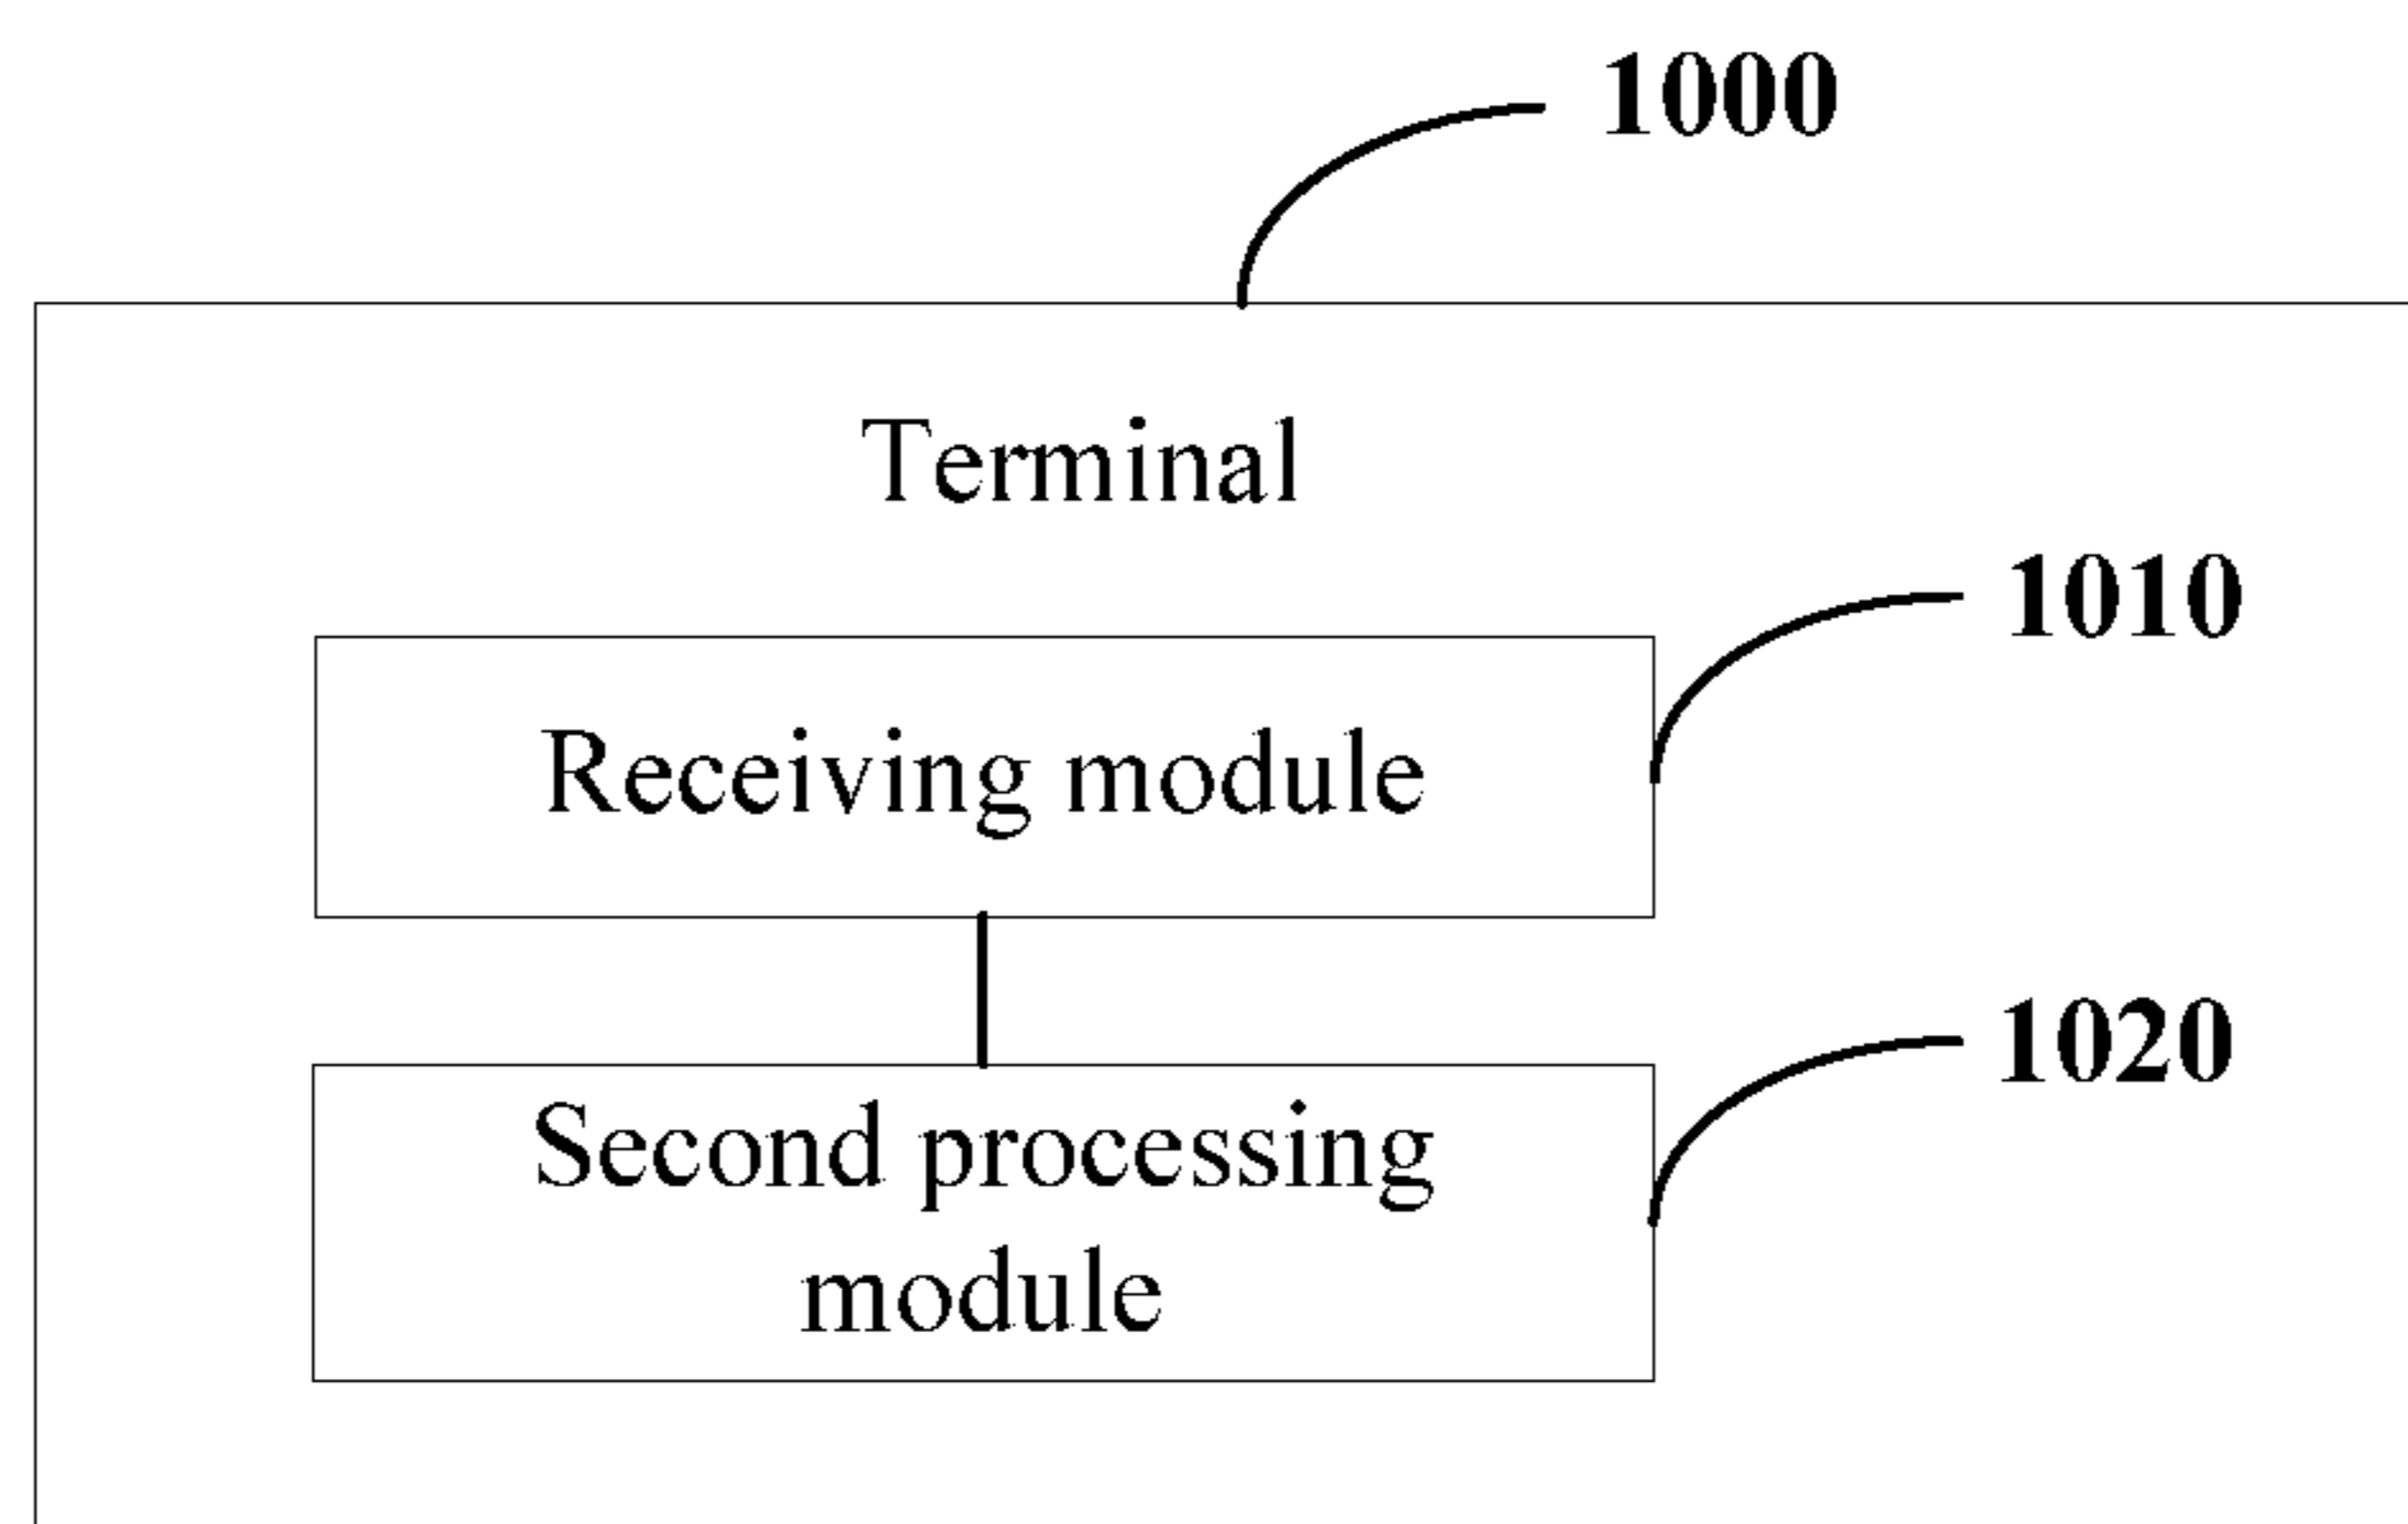 1000
Terminal
1010
Receiving module
1020
Second processing
module